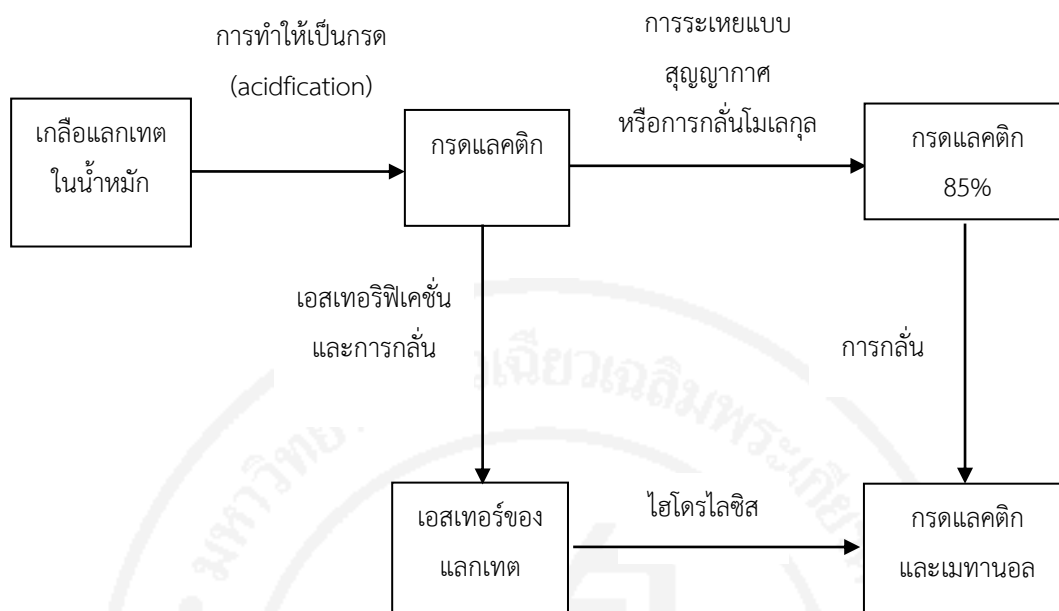 การทำให้เป็นกรด
(acidfication)
การระเหยแบบ
สุญญากาศ
หรือการกลั่นโมเลกุล
เกลือแลกเทต
ในน้ำหมัก
กรดแลคติก
กรดแลคติก
85%
เอสเทอริฟิเคชั่น
และการกลั่น
การกลั่น
เอสเทอร์ของ
แลกเทต
ไฮโดรไลซิส
กรดแลคติก
และเมทานอล